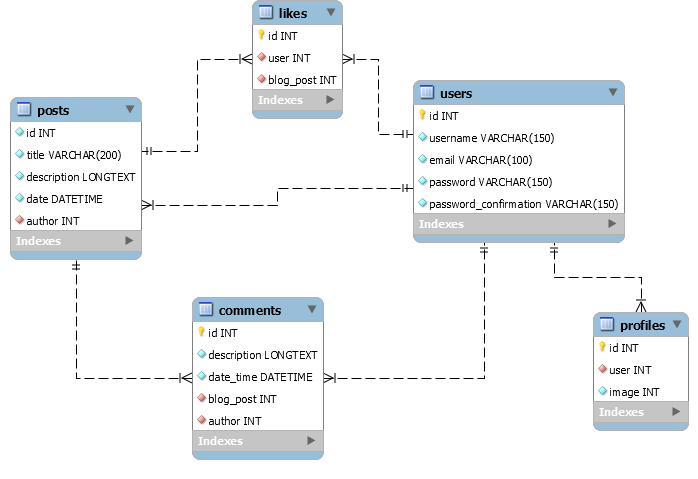 likes
id INT
user INT
blog_post INT
Indexes
posts
id INT
title VARCHAR(200)
description LONGTEXT
date DATETIME
author INT
Indexes
users
id INT
username VARCHAR(150)
email VARCHAR(100)
password VARCHAR(150)
password_confirmation VARCHAR(150)
Indexes
comments
id INT
description LONGTEXT
date_time DATETIME
blog_post INT
author INT
Indexes
profiles
id INT
user INT
image INT
Indexes